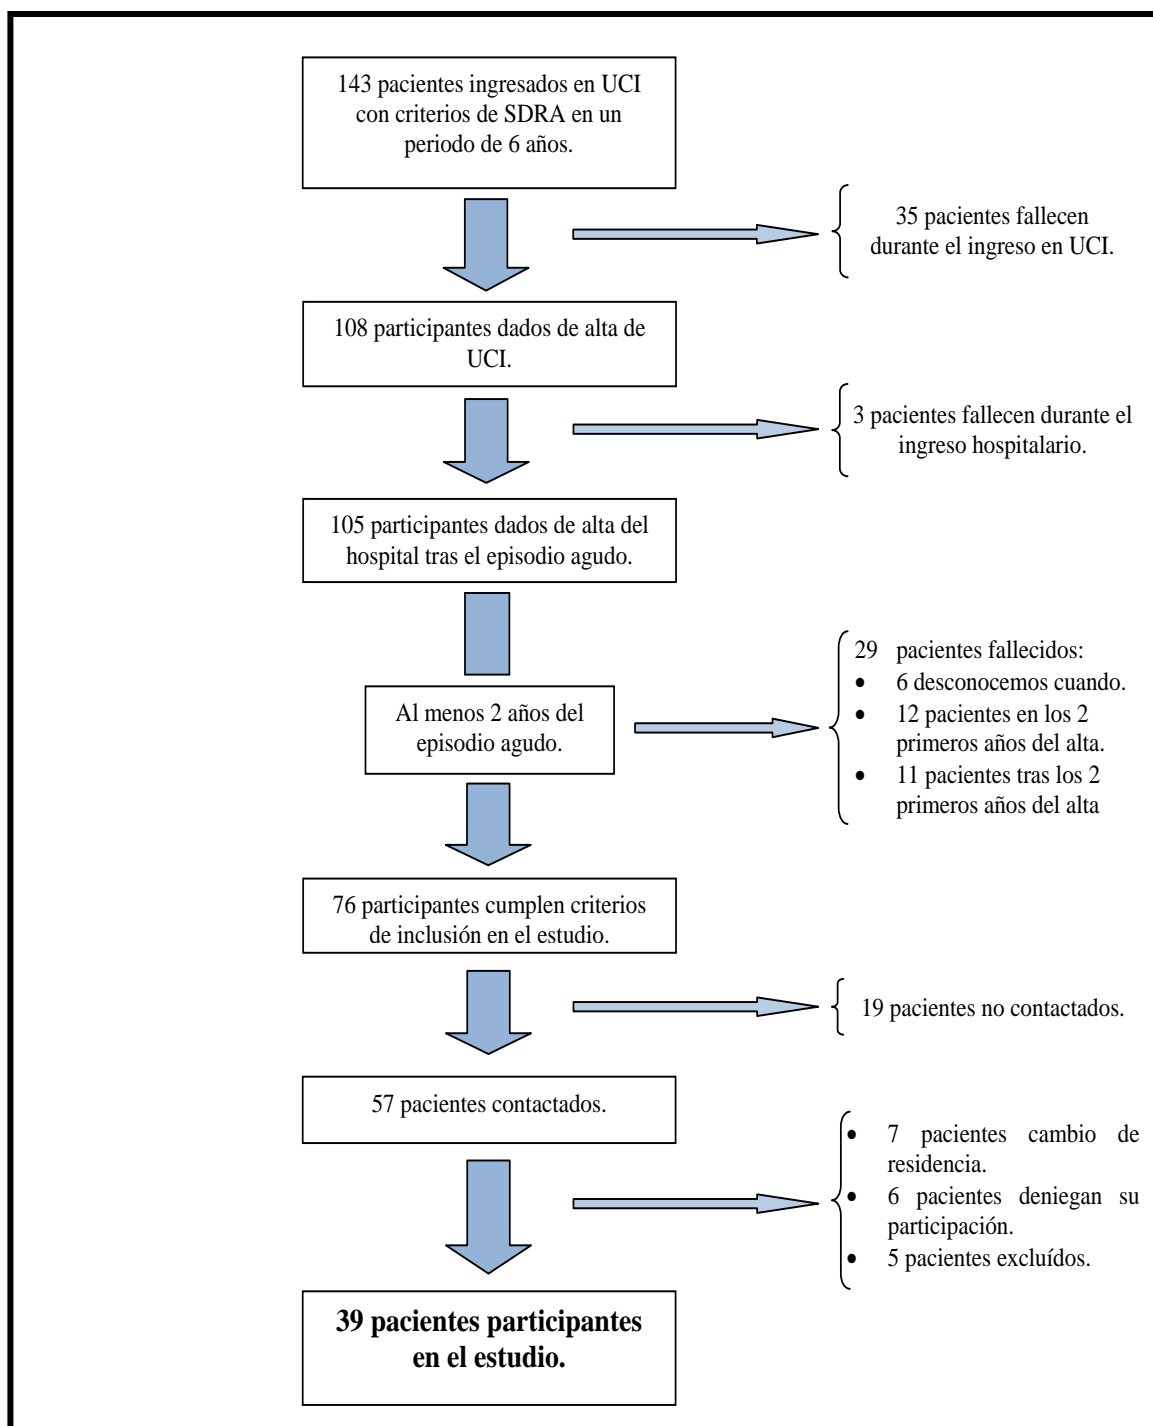 143 pacientes ingresados en UCI
con criterios de SDRA en un
periodo de 6 años.
35 pacientes fallecen
durante el ingreso en UCI.
108 participantes dados de alta de
UCI.
3 pacientes fallecen durante el
ingreso hospitalario.
105 participantes dados de alta del
hospital tras el episodio agudo.
29 pacientes fallecidos:
• 6 desconocemos cuando.
• 12 pacientes en los 2
primeros años del alta.
• 11 pacientes tras los 2
primeros años del alta
Al menos 2 años del
episodio agudo.
76 participantes cumplen criterios
de inclusión en el estudio.
19 pacientes no contactados.
57 pacientes contactados.
• 7 pacientes cambio de
residencia.
• 6 pacientes deniegan su
participación.
• 5 pacientes excluídos.
39 pacientes participantes
en el estudio.